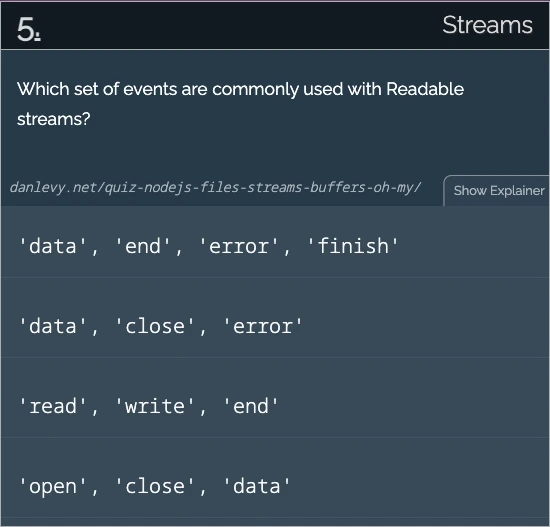 5.
Streams
Which set of events are commonly used with Readable
streams?
danlevy.net/quiz-nodejs-files-streams-buffers-oh-my/
Show Explainer
'data', 'end', 'error', 'finish'
'data', 'close', 'error'
'read', 'write', 'end'
'open', 'close', 'data'